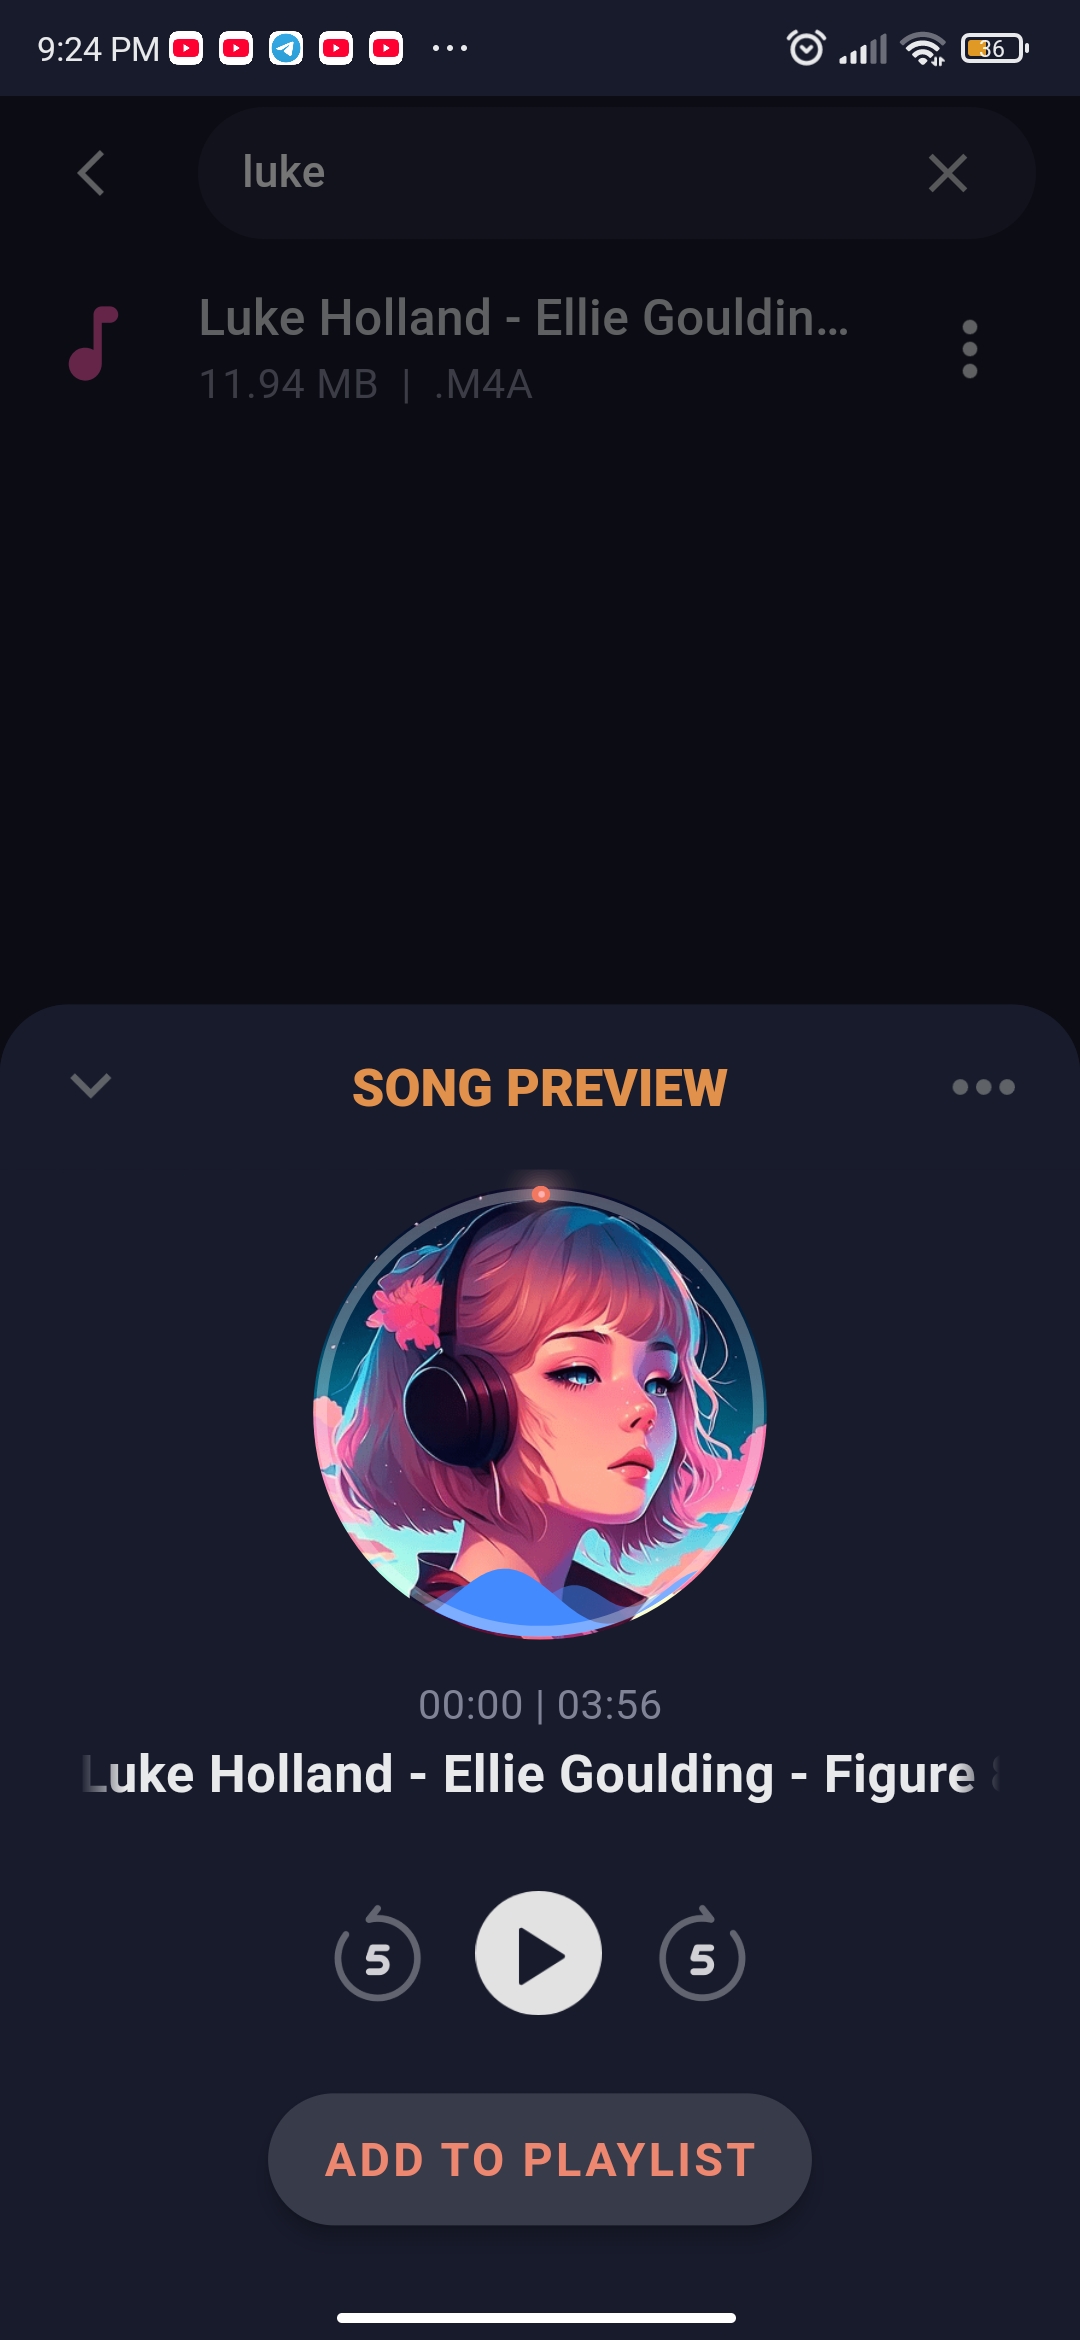 9:24 PM
36
luke
Luke Holland - Ellie Gouldin...
11.94 MB | .M4A
SONG PREVIEW
00:00 | 03:56
Luke Holland - Ellie Goulding - Figure
5
5
ADD TO PLAYLIST